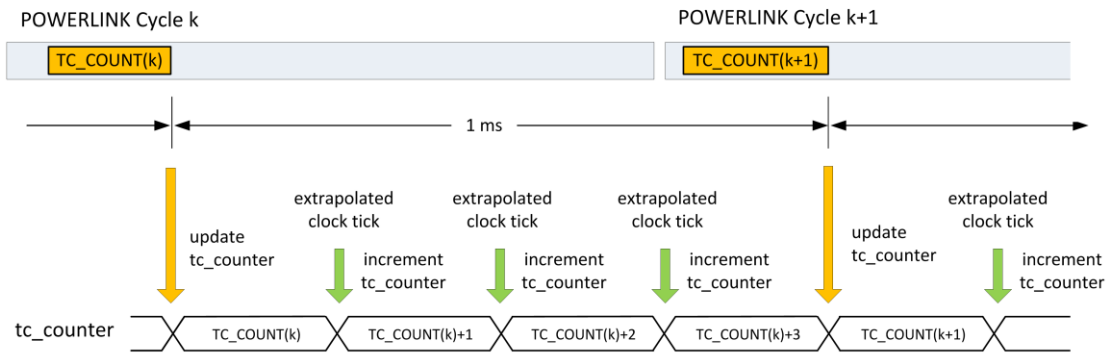 POWERLINK Cycle k
POWERLINK Cycle k+1
TC_COUNT(k)
TC_COUNT(k+1)
1 ms
extrapolated
clock tick
extrapolated
clock tick
extrapolated
clock tick
extrapolated
clock tick
update
tc_counter
increment
tc_counter
increment
tc_counter
increment
tc_counter
update
tc_counter
increment
tc_counter
tc_counter
TC_COUNT(k)
TC_COUNT(k)+1
TC_COUNT(k)+2
TC_COUNT(k)+3
TC_COUNT(k+1)